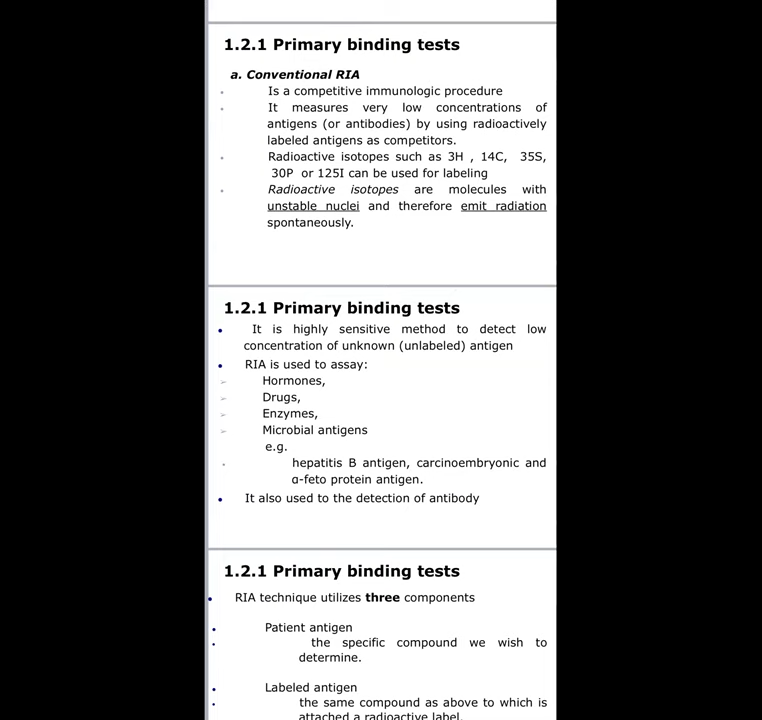 1.2.1 Primary binding tests
a. Conventional RIA
Is a competitive immunologic procedure
It measures very low concentrations of
antigens (or antibodies) by using radioactively
labeled antigens as competitors.
Radioactive isotopes such as 3H , 14C, 35S,
30P or 125I can be used for labeling
Radioactive isotopes are molecules with
unstable nuclei and therefore emit radiation
spontaneously.
1.2.1 Primary binding tests
It is highly sensitive method to detect low
concentration of unknown (unlabeled) antigen
RIA is used to assay:
Hormones,
Drugs,
Enzymes,
Microbial antigens
e.g.
hepatitis B antigen, carcinoembryonic and
α-feto protein antigen.
It also used to the detection of antibody
1.2.1 Primary binding tests
RIA technique utilizes three components
Patient antigen
the specific compound we wish to
determine.
Labeled antigen
the same compound as above to which is
attached a radioactive label.